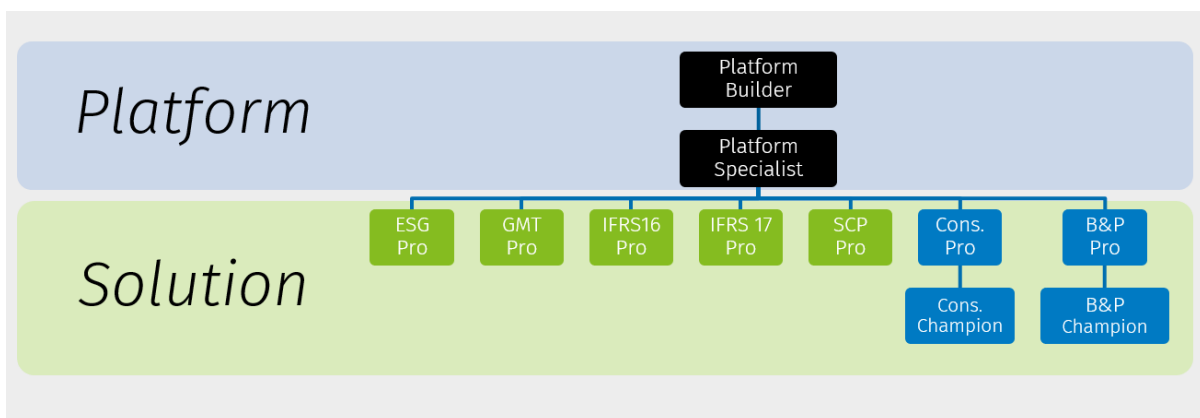 Platform
Platform
Builder
Platform
Specialist
Solution
ESG
Pro
GMT
Pro
IFRS16
Pro
IFRS 17
Pro
SCP
Pro
Cons.
Pro
B&P
Pro
Cons.
Champion
B&P
Champion